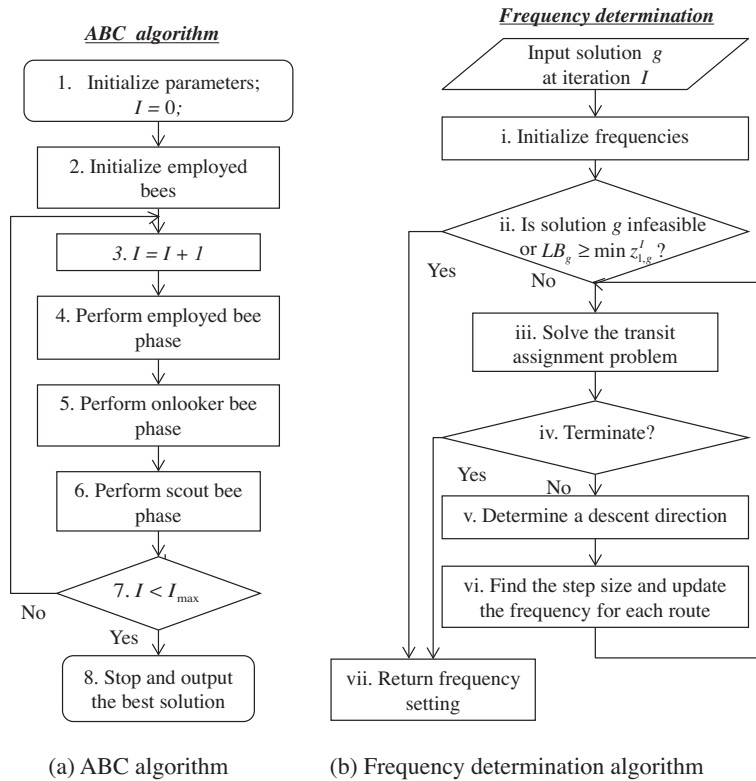 ABC algorithm
1. Initialize parameters;
I = 0;
2. Initialize employed
bees
3. I = I + 1
4. Perform employed bee
phase
5. Perform onlooker bee
phase
6. Perform scout bee
phase
7. I < I_max
No
Yes
8. Stop and output
the best solution
(a) ABC algorithm
Frequency determination
Input solution g
at iteration I
i. Initialize frequencies
ii. Is solution g infeasible
or LB_g ≥ min z^I_{1,g} ?
Yes
No
iii. Solve the transit
assignment problem
iv. Terminate?
Yes
No
v. Determine a descent direction
vi. Find the step size and update
the frequency for each route
vii. Return frequency
setting
(b) Frequency determination algorithm